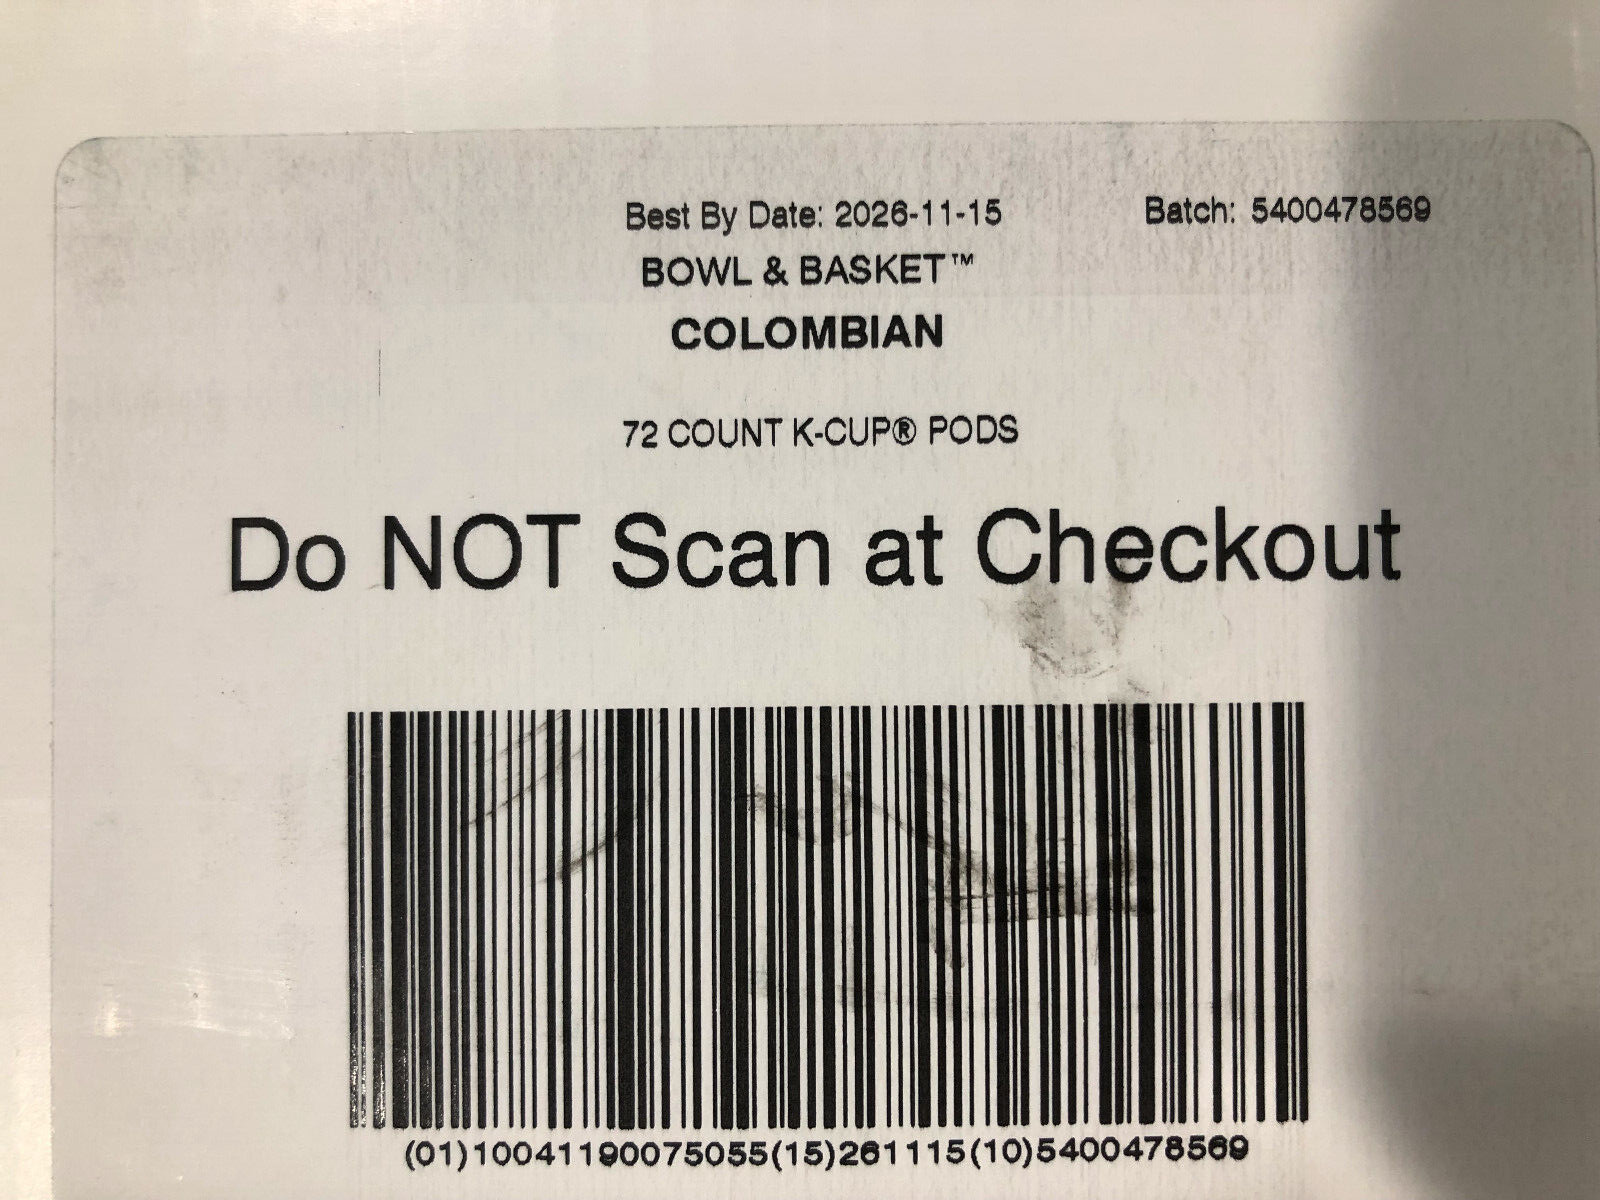 Best By Date: 2026-11-15 Batch: 5400478569
BOWL & BASKET™
COLOMBIAN
72 COUNT K-CUP® PODS
Do NOT Scan at Checkout
(01)10041190075055(15)261115(10)5400478569